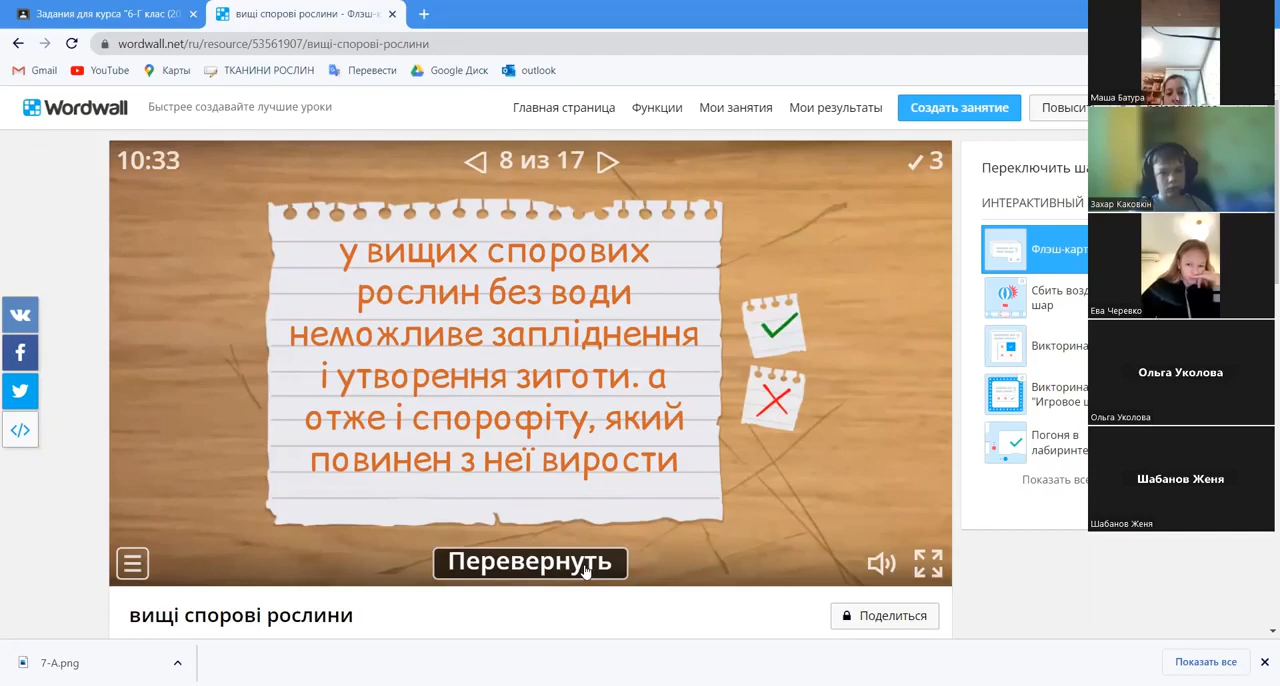 Задания для курса "6-Г клас (20
вищі спорові рослини - Флэш-к
wordwall.net/ru/resource/53561907/вищі-спорові-рослини
Gmail
YouTube
Карты
ТКАНИНИ РОСЛИН
Перевести
Google Диск
outlook
Wordwall
Быстрее создавайте лучшие уроки
Главная страница
Функции
Мои занятия
Мои результаты
Создать занятие
Повысит
10:33
8 из 17
3
у вищих спорових
рослин без води
неможливе запліднення
і утворення зиготи. а
отже і спорофіту, який
повинен з неї вирости
Перевернуть
вищі спорові рослини
Поделиться
Переключить ша
ИНТЕРАКТИВНЫЙ
Флэш-карт
Сбить возд
шар
Викторина
Викторина
"Игровое ш
Погоня в
лабиринте
Показать все
Маша Батура
Захар Каковкін
Ева Черевко
Ольга Уколова
Ольга Уколова
Шабанов Женя
Шабанов Женя
7-A.png
Показать все